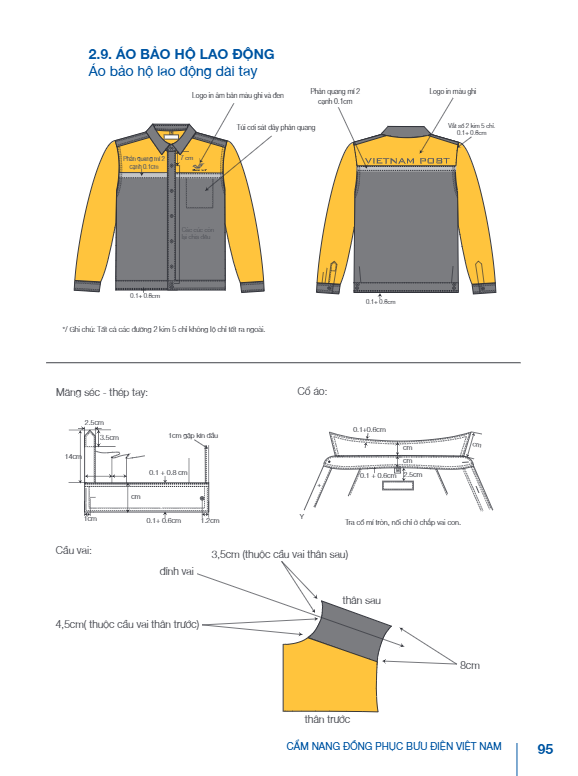 2.9. ÁO BẢO HỘ LAO ĐỘNG
Áo bảo hộ lao động dài tay
Logo in âm bản màu ghi và đen
Phản quang mí 2
cạnh 0.1cm
Logo in màu ghi
Túi cơi sát dây phản quang
Vắt sổ 2 kim 5 chỉ.
0.1+ 0.6cm
Phản quang mí 2
cạnh 0.1cm
7 cm
VIETNAM POST
0.1+ 0.6cm
0.1+ 0.6cm
*/ Ghi chú: Tất cả các đường 2 kim 5 chỉ không lộ chỉ tết ra ngoài.
Măng séc - thép tay:
Cổ áo:
2.5cm
3.5cm
1cm gập kín đầu
14cm
0.1 + 0.8 cm
cm
1cm
0.1+ 0.6cm
1.2cm
0.1+0.6cm
cm
cm
cm
0.1 + 0.6cm
2.5cm
Y
Tra cổ mí tròn, nối chỉ ở chắp vai con.
Cầu vai:
3,5cm (thuộc cầu vai thân sau)
đỉnh vai
thân sau
4,5cm( thuộc cầu vai thân trước)
8cm
thân trước
CẨM NANG ĐỒNG PHỤC BƯU ĐIỆN VIỆT NAM
95